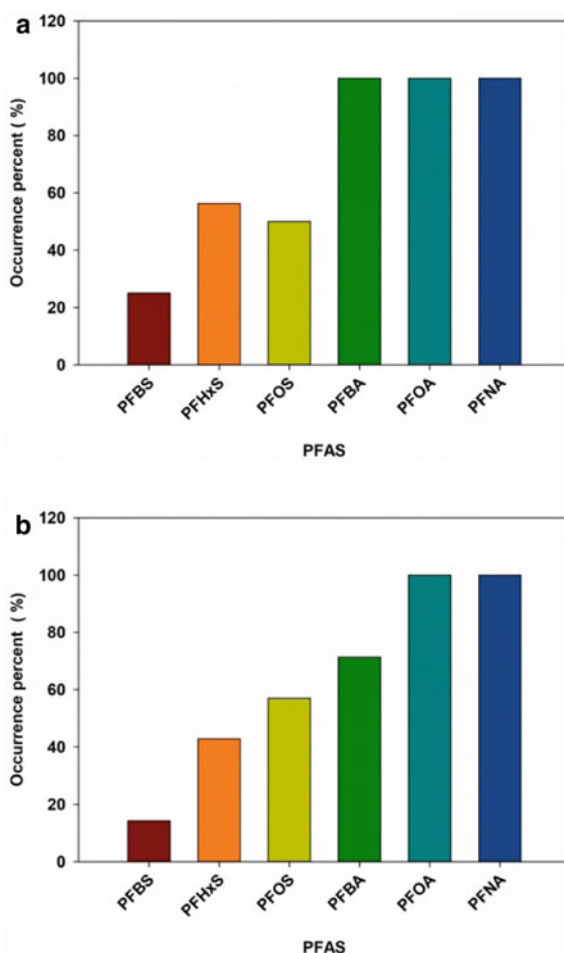 a
120
100
80
60
40
20
0
Occurrence percent ( %)
PFBS
PFHxS
PFOS
PFBA
PFOA
PFNA
PFAS
b
120
100
80
60
40
20
0
Occurrence percent ( %)
PFBS
PFHxS
PFOS
PFBA
PFOA
PFNA
PFAS